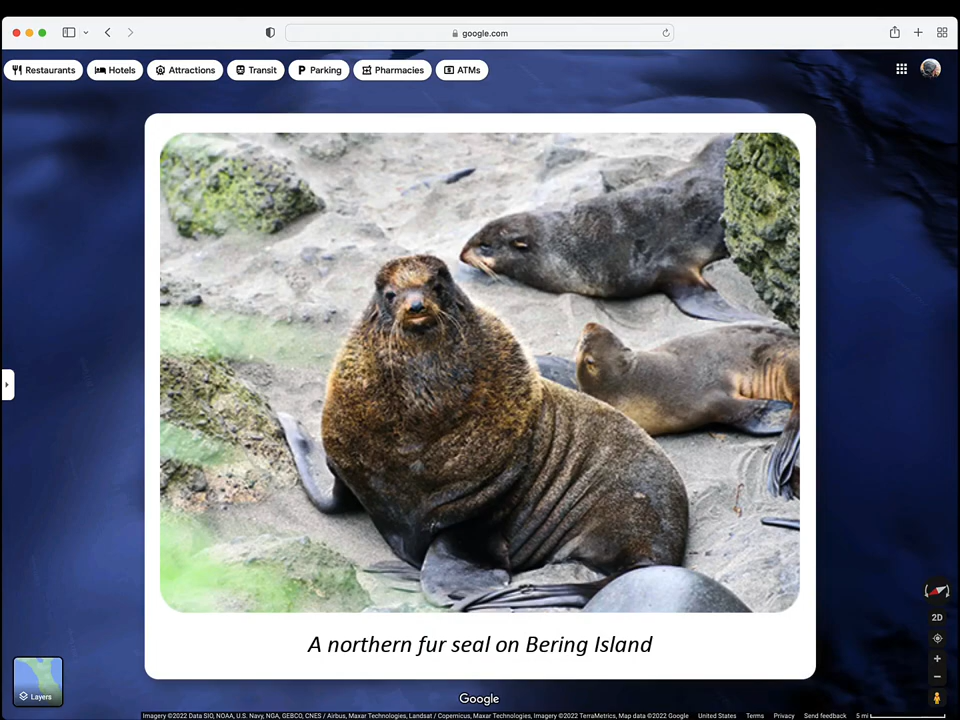 google.com
Restaurants
Hotels
Attractions
Transit
Parking
Pharmacies
ATMs
A northern fur seal on Bering Island
2D
Layers
Google
Imagery ©2022 Data SIO, NOAA, U.S. Navy, NGA, GEBCO, CNES / Airbus, Maxar Technologies, Landsat / Copernicus, Maxar Technologies, Imagery ©2022 TerraMetrics, Map data ©2022 Google United States Terms Privacy Send feedback 5 mi